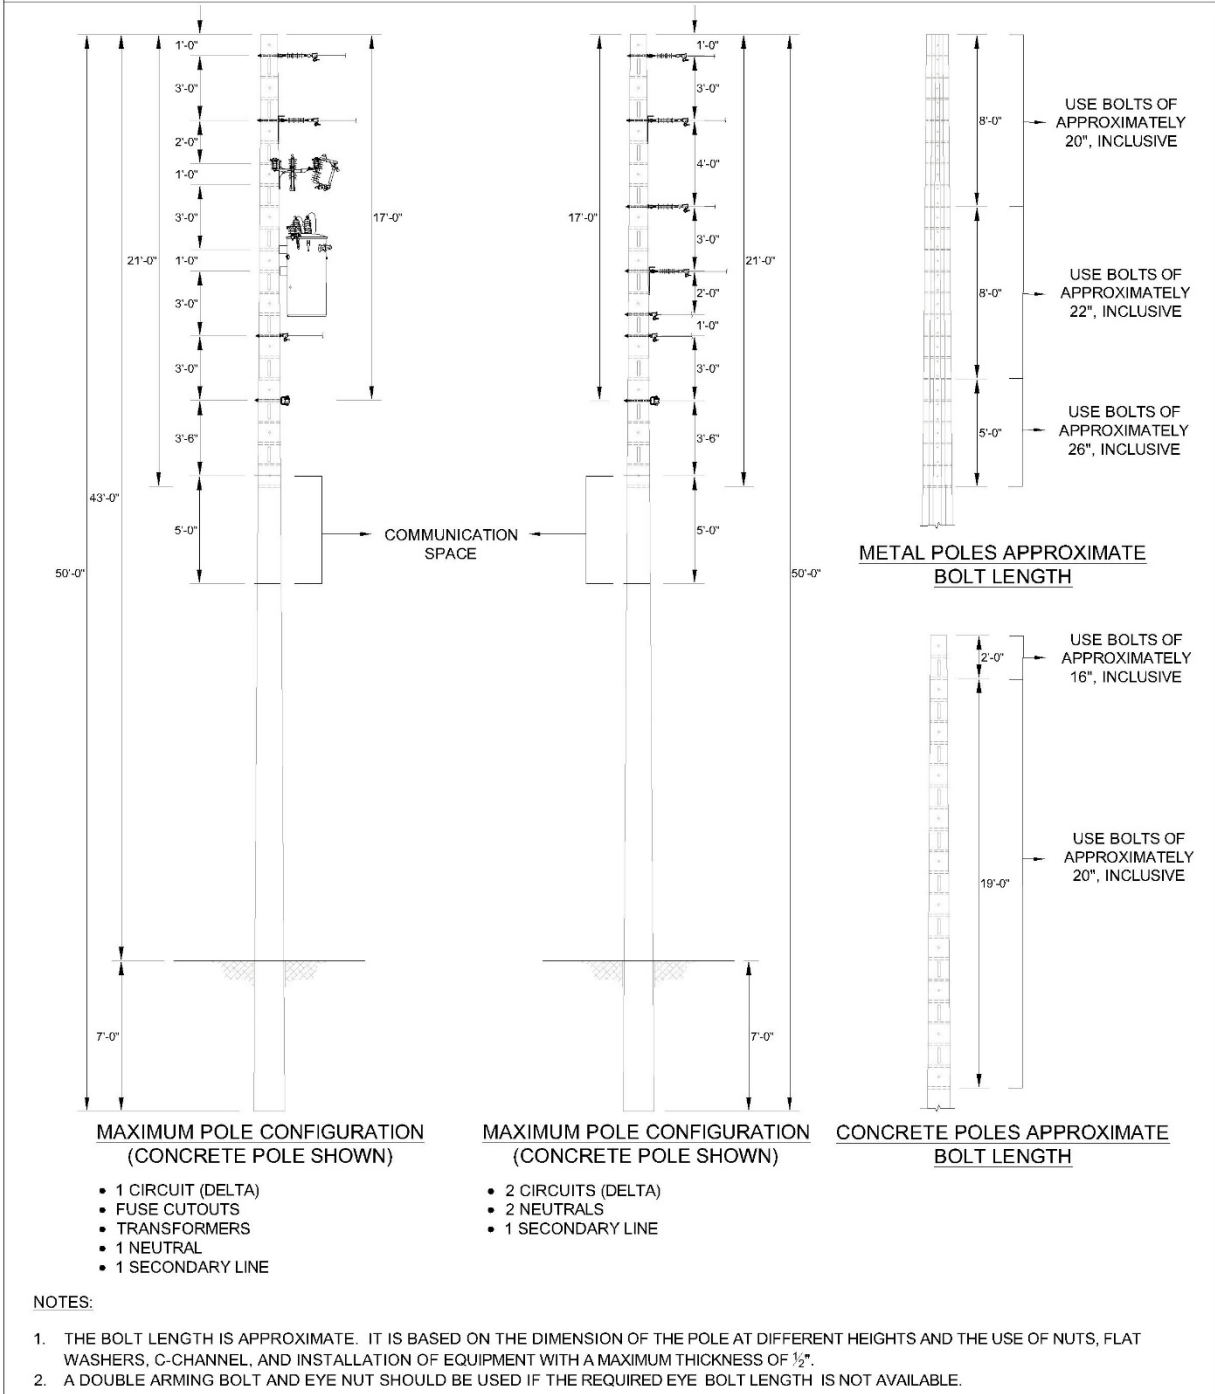 1'-0"
3'-0"
2'-0"
1'-0"
3'-0"
1'-0"
3'-0"
3'-0"
3'-6"
5'-0"
21'-0"
17'-0"
43'-0"
50'-0"
7'-0"
COMMUNICATION
SPACE
1'-0"
3'-0"
4'-0"
3'-0"
2'-0"
1'-0"
3'-0"
3'-6"
5'-0"
17'-0"
21'-0"
50'-0"
7'-0"
8'-0"
USE BOLTS OF
APPROXIMATELY
20", INCLUSIVE
8'-0"
USE BOLTS OF
APPROXIMATELY
22", INCLUSIVE
5'-0"
USE BOLTS OF
APPROXIMATELY
26", INCLUSIVE
METAL POLES APPROXIMATE
BOLT LENGTH
2'-0"
USE BOLTS OF
APPROXIMATELY
16", INCLUSIVE
19'-0"
USE BOLTS OF
APPROXIMATELY
20", INCLUSIVE
MAXIMUM POLE CONFIGURATION
(CONCRETE POLE SHOWN)
• 1 CIRCUIT (DELTA)
• FUSE CUTOUTS
• TRANSFORMERS
• 1 NEUTRAL
• 1 SECONDARY LINE
MAXIMUM POLE CONFIGURATION
(CONCRETE POLE SHOWN)
• 2 CIRCUITS (DELTA)
• 2 NEUTRALS
• 1 SECONDARY LINE
CONCRETE POLES APPROXIMATE
BOLT LENGTH
NOTES:
1. THE BOLT LENGTH IS APPROXIMATE. IT IS BASED ON THE DIMENSION OF THE POLE AT DIFFERENT HEIGHTS AND THE USE OF NUTS, FLAT
WASHERS, C-CHANNEL, AND INSTALLATION OF EQUIPMENT WITH A MAXIMUM THICKNESS OF ½".
2. A DOUBLE ARMING BOLT AND EYE NUT SHOULD BE USED IF THE REQUIRED EYE BOLT LENGTH IS NOT AVAILABLE.